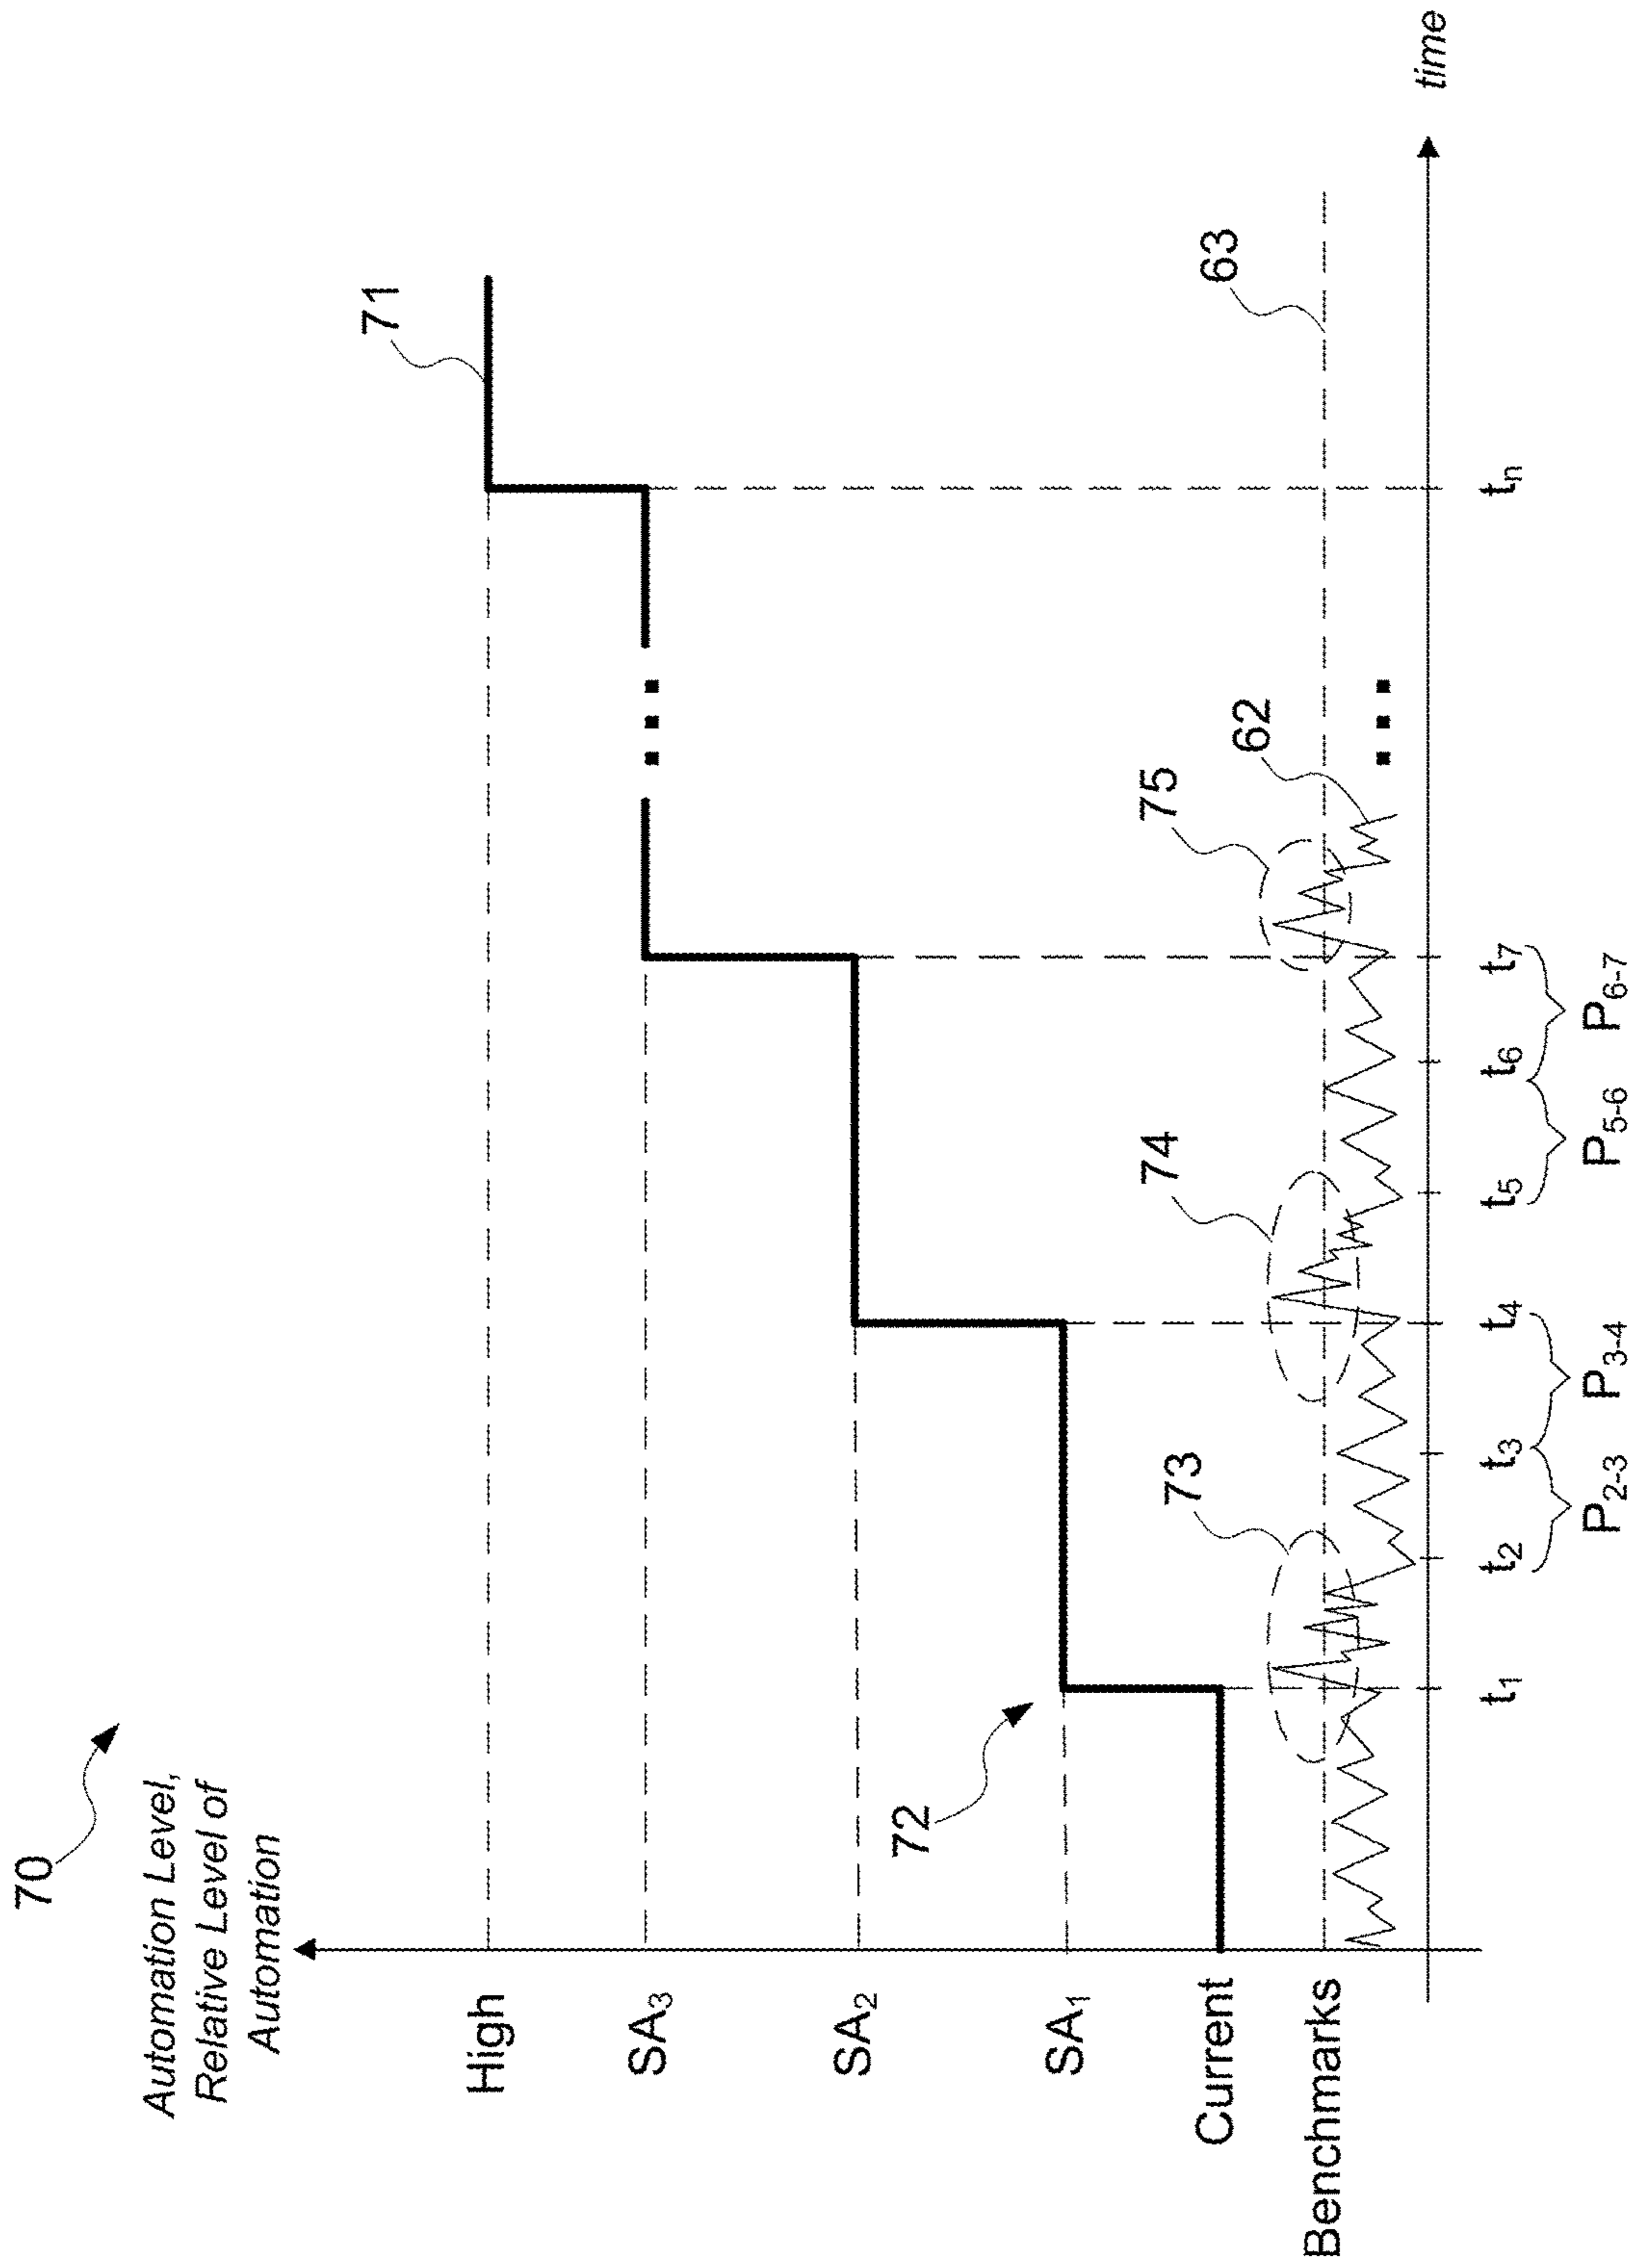 70
Automation Level,
Relative Level of
Automation
High
SA₃
SA₂
SA₁
Current
Benchmarks
71
72
73
74
75
62
63
t₁
t₂
t₃
t₄
t₅
t₆
t₇
tₙ
time
P₂₋₃
P₃₋₄
P₅₋₆
P₆₋₇